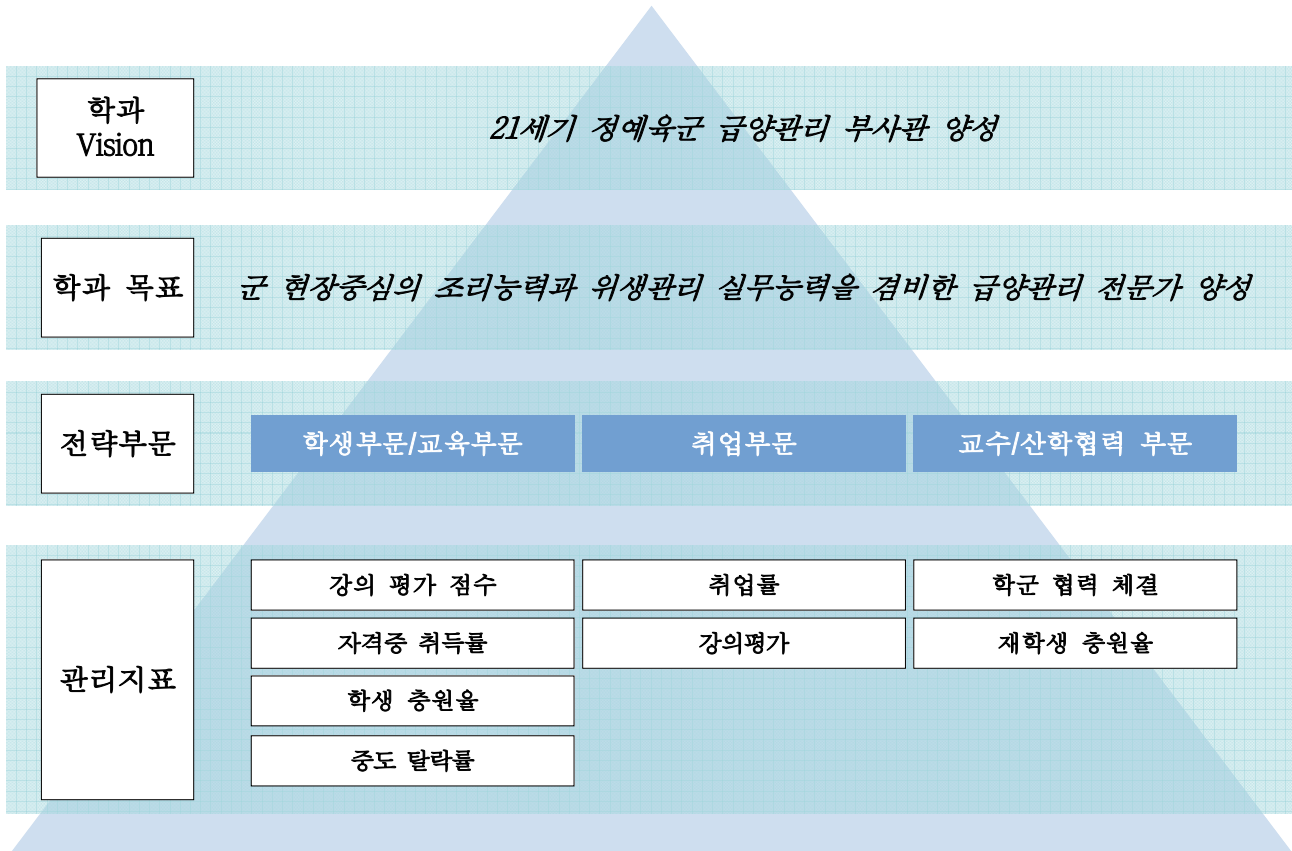 학과
Vision
21세기 정예육군 급양관리 부사관 양성
학과 목표
군 현장중심의 조리능력과 위생관리 실무능력을 겸비한 급양관리 전문가 양성
전략부문
학생부문/교육부문
취업부문
교수/산학협력 부문
관리지표
강의 평가 점수
취업률
학군 협력 체결
자격증 취득률
강의평가
재학생 충원율
학생 충원율
중도 탈락률